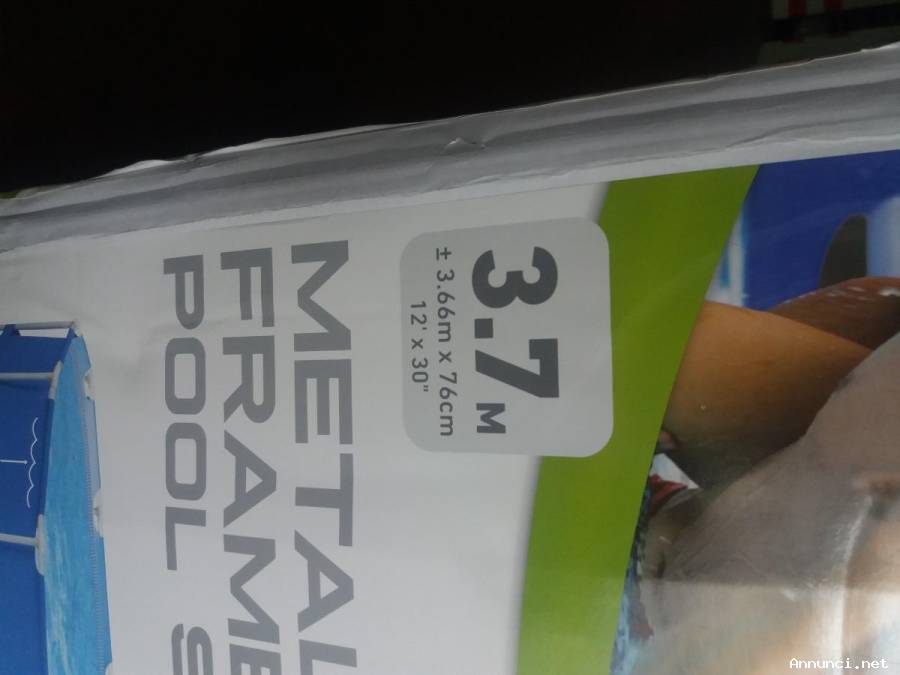 3.7 M
± 3.66m x 76cm
12' x 30"
METAL
FRAME
POOL S
Annunci.net